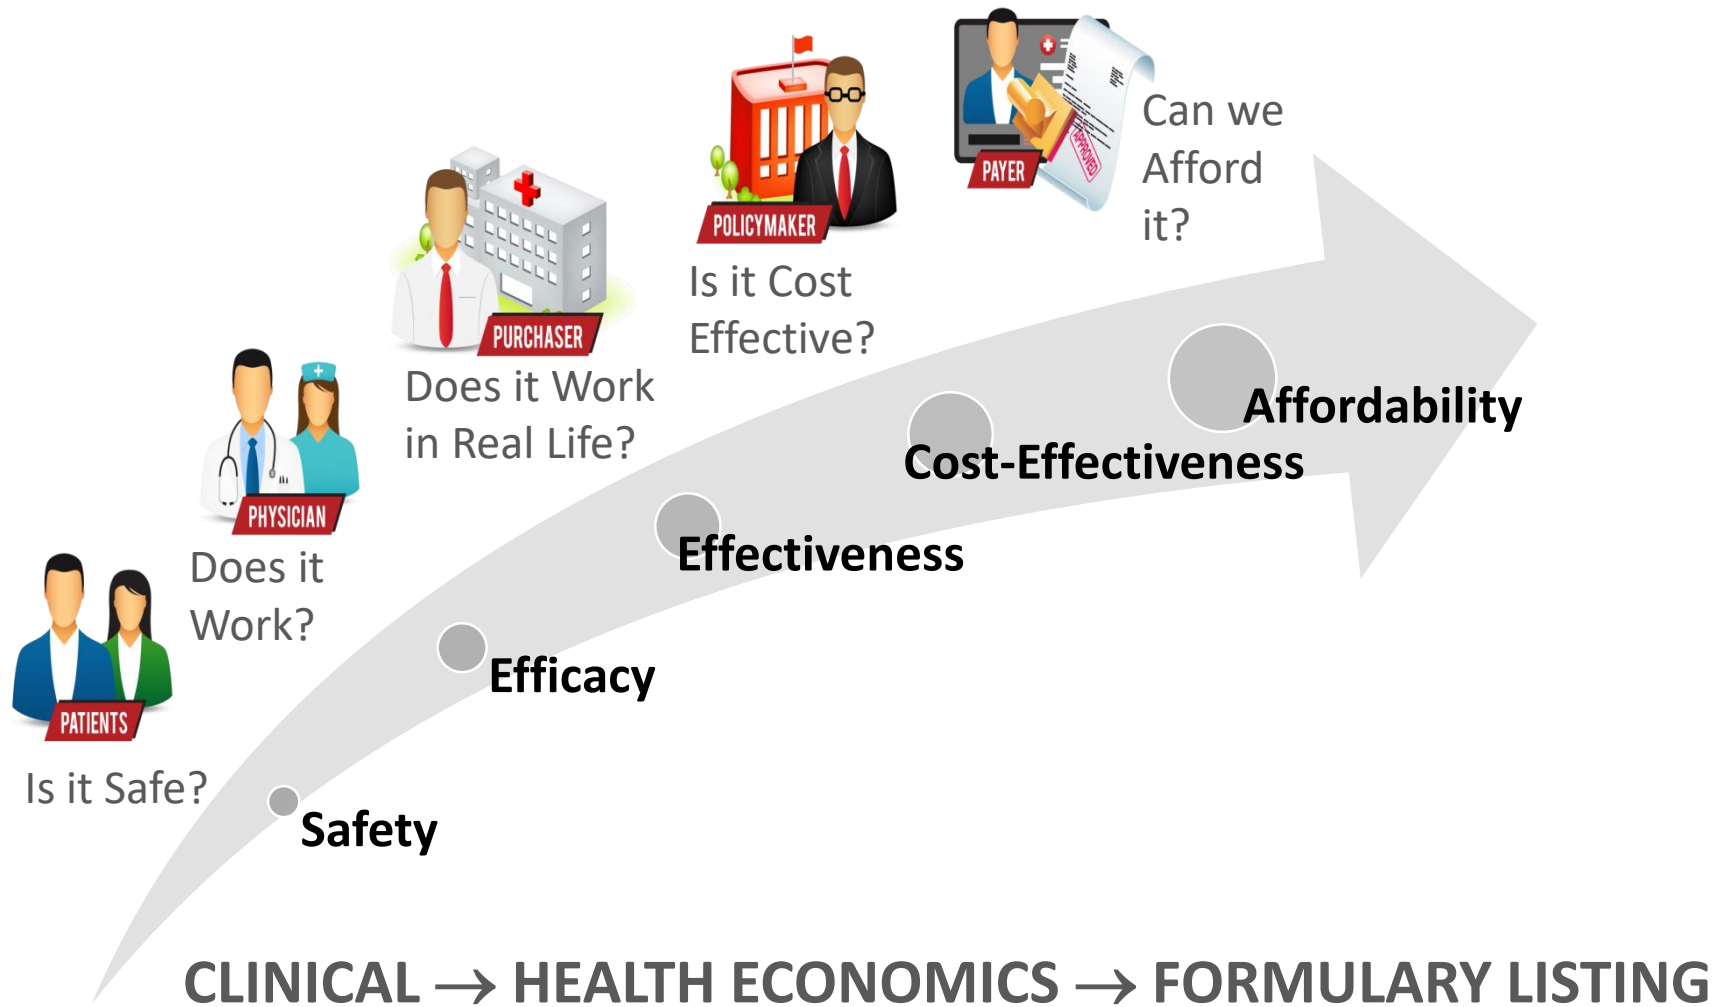 PATIENTS
Is it Safe?
PHYSICIAN
Does it
Work?
PURCHASER
Does it Work
in Real Life?
POLICYMAKER
Is it Cost
Effective?
PAYER
APPROVED
Can we
Afford
it?
Safety
Efficacy
Effectiveness
Cost-Effectiveness
Affordability
CLINICAL → HEALTH ECONOMICS → FORMULARY LISTING